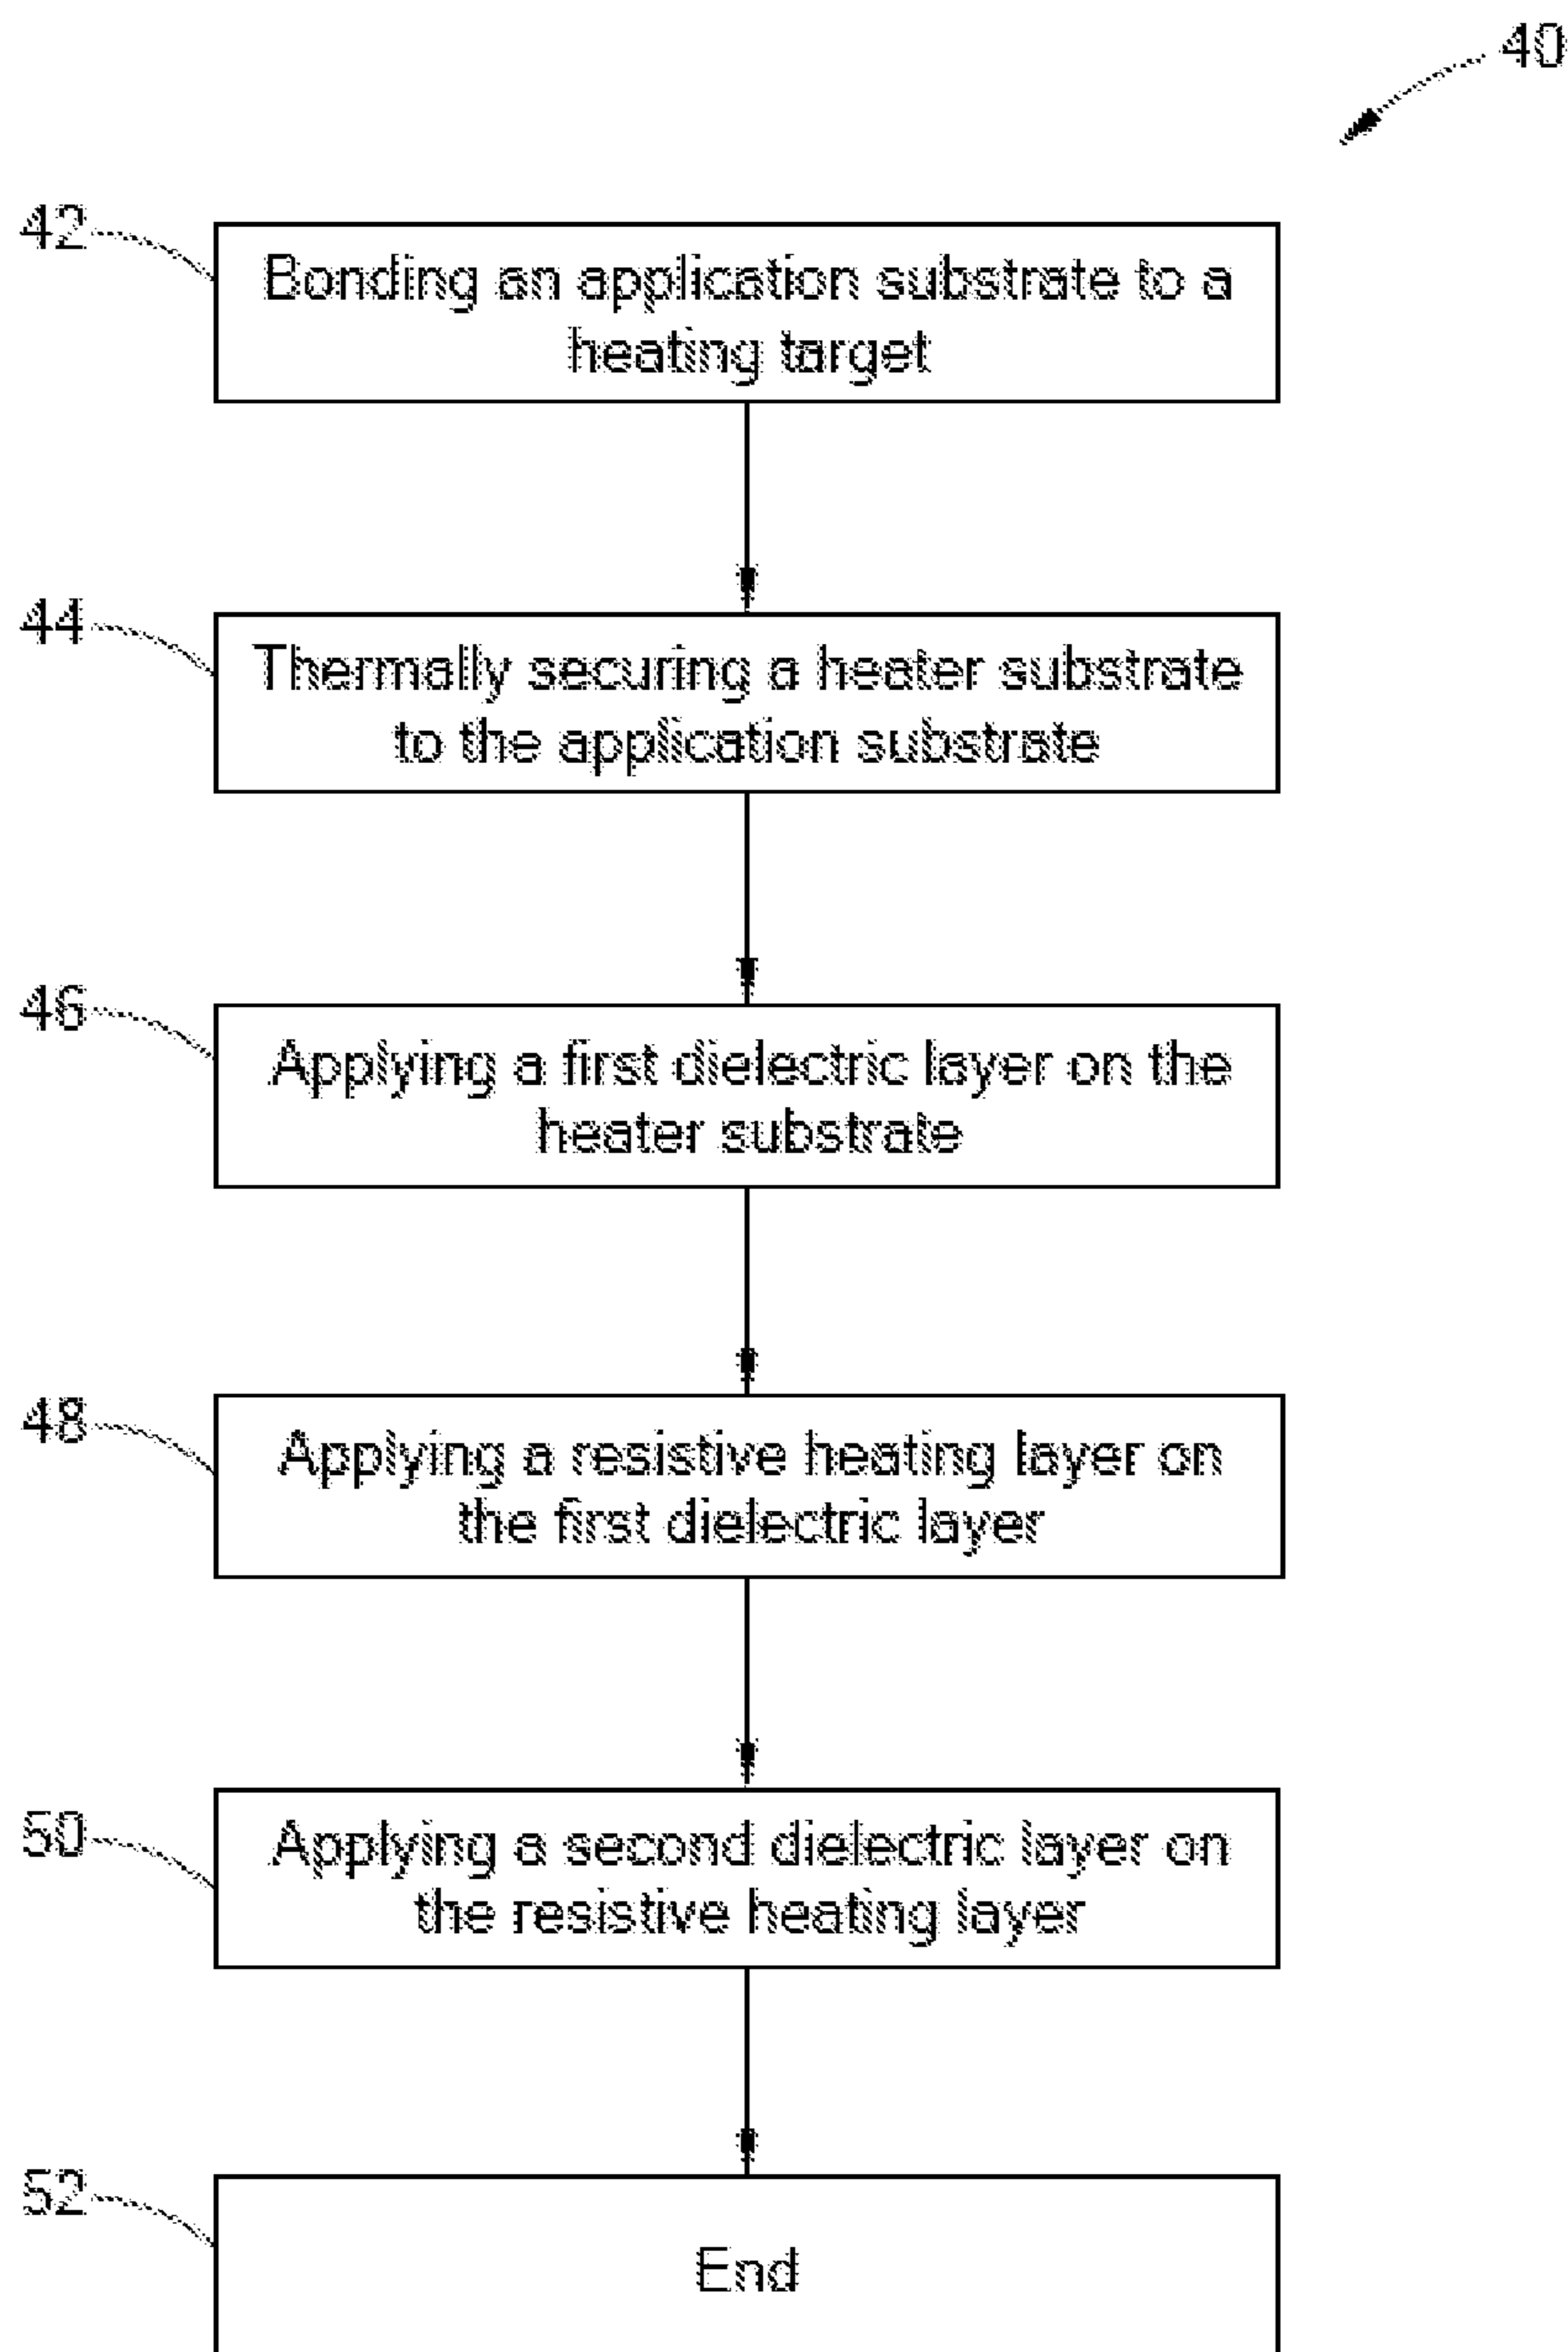 40
42
Bonding an application substrate to a
heating target
44
Thermally securing a heater substrate
to the application substrate
46
Applying a first dielectric layer on the
heater substrate
48
Applying a resistive heating layer on
the first dielectric layer
50
Applying a second dielectric layer on
the resistive heating layer
52
End